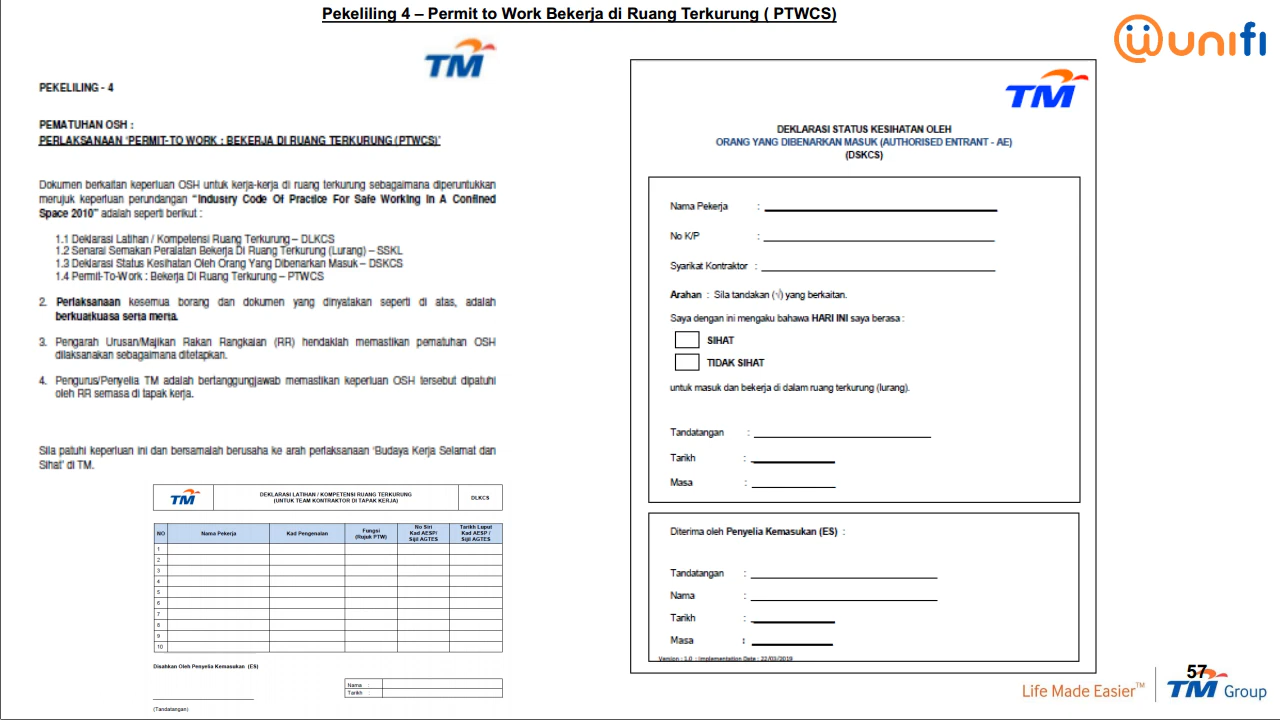 Pekeliling 4 – Permit to Work Bekerja di Ruang Terkurung ( PTWCS)
unifi
TM
PEKELILING - 4
PEMATUHAN OSH :
PERLAKSANAAN 'PERMIT-TO WORK : BEKERJA DI RUANG TERKURUNG (PTWCS)'
Dokumen berkaitan keperluan OSH untuk kerja-kerja di ruang terkurung sebagaimana diperuntukkan
merujuk keperluan perundangan "Industry Code Of Practice For Safe Working In A Confined
Space 2010" adalah seperti berikut :
1.1 Deklarasi Latihan / Kompetensi Ruang Terkurung – DLKCS
1.2 Senarai Semakan Peralatan Bekerja Di Ruang Terkurung (Lurang) – SSKL
1.3 Deklarasi Status Kesihatan Oleh Orang Yang Dibenarkan Masuk – DSKCS
1.4 Permit-To-Work : Bekerja Di Ruang Terkurung – PTWCS
2. Perlaksanaan kesemua borang dan dokumen yang dinyatakan seperti di atas, adalah
berkuatkuasa serta merta.
3. Pengarah Urusan/Majikan Rakan Rangkaian (RR) hendaklah memastikan pematuhan OSH
dilaksanakan sebagaimana ditetapkan.
4. Pengurus/Penyelia TM adalah bertanggungjawab memastikan keperluan OSH tersebut dipatuhi
oleh RR semasa di tapak kerja.
Sila patuhi keperluan ini dan bersamalah berusaha ke arah perlaksanaan 'Budaya Kerja Selamat dan
Sihat' di TM.
TM
DEKLARASI LATIHAN / KOMPETENSI RUANG TERKURUNG
(UNTUK TEAM KONTRAKTOR DI TAPAK KERJA)
DLKCS
NO Nama Pekerja Kad Pengenalan Fungsi (Rujuk PTW) No Siri Kad AESP/ Sijil AGTES Tarikh Luput Kad AESP / Sijil AGTES
1
2
3
4
5
6
7
8
9
10
Disahkan Oleh Penyelia Kemasukan (ES)
Nama :
Tarikh :
(Tandatangan)
TM
DEKLARASI STATUS KESIHATAN OLEH
ORANG YANG DIBENARKAN MASUK (AUTHORISED ENTRANT - AE)
(DSKCS)
Nama Pekerja :
No K/P :
Syarikat Kontraktor :
Arahan : Sila tandakan (√) yang berkaitan.
Saya dengan ini mengaku bahawa HARI INI saya berasa :
SIHAT
TIDAK SIHAT
untuk masuk dan bekerja di dalam ruang terkurung (lurang).
Tandatangan :
Tarikh :
Masa :
Diterima oleh Penyelia Kemasukan (ES) :
Tandatangan :
Nama :
Tarikh :
Masa :
Version : 1.0 : Implementation Date : 22/03/2019
57
Life Made Easier™
TM Group